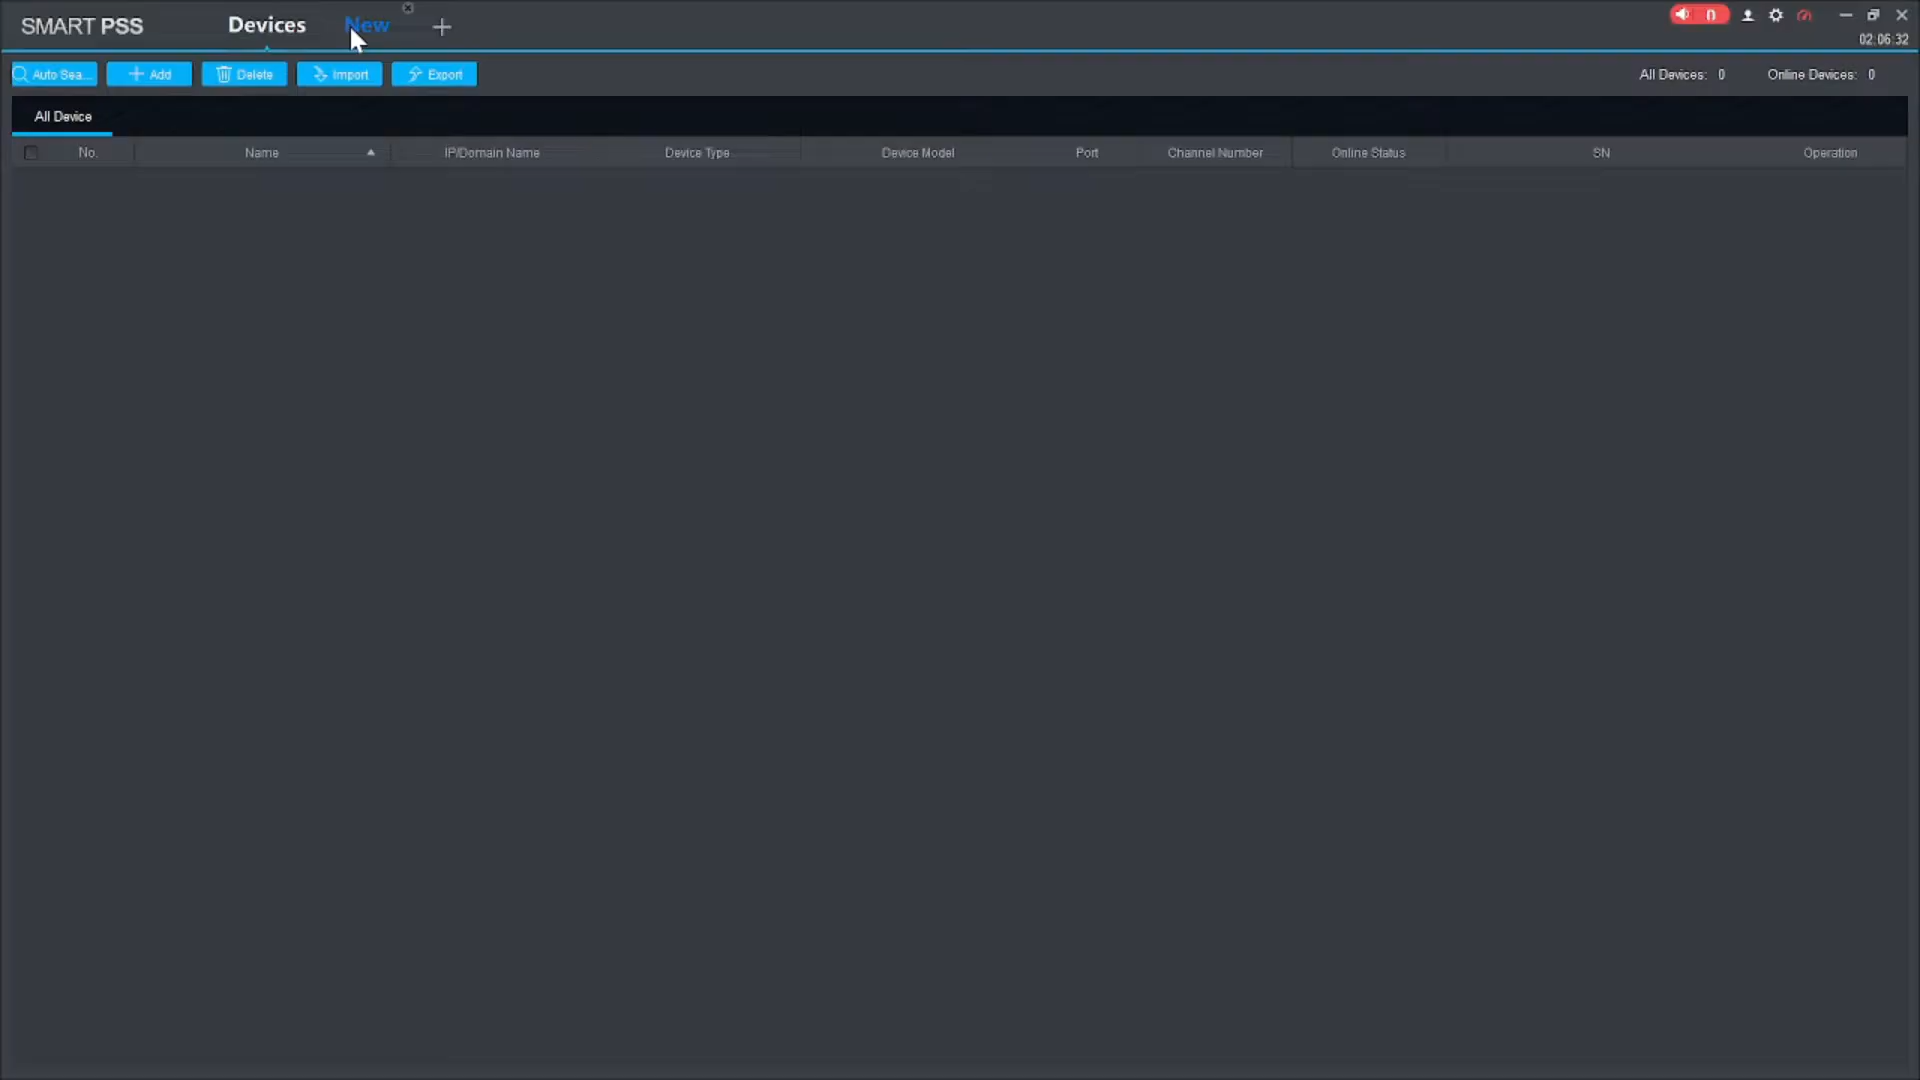 SMART PSS Devices New
02:06:32
Auto Sea... Add Delete Import Export All Devices: 0 Online Devices: 0
All Device
No. Name IP/Domain Name Device Type Device Model Port Channel Number Online Status SN Operation